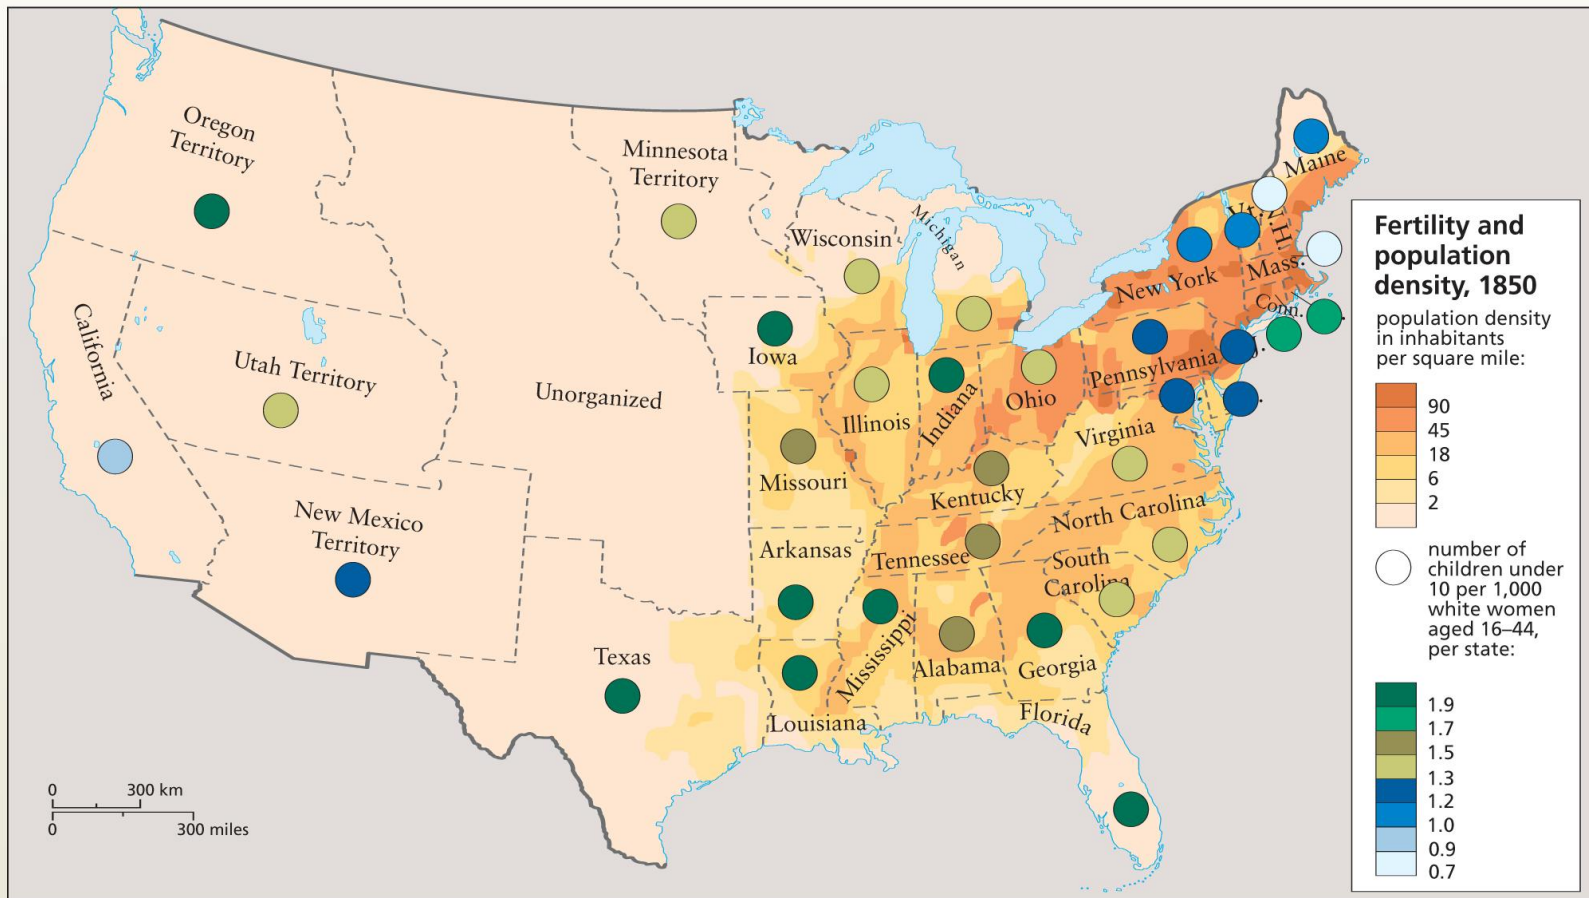 Oregon
Territory
Minnesota
Territory
Maine
Vt.
N.H.
Wisconsin
Michigan
New York
Mass.
Conn.
California
Iowa
Utah Territory
Unorganized
Pennsylvania
J.
Ohio
Illinois
Indiana
Virginia
Missouri
Kentucky
North Carolina
New Mexico
Territory
Arkansas
Tennessee
South
Carolina
Mississippi
Alabama
Georgia
Texas
Louisiana
Florida
0 300 km
0 300 miles
Fertility and
population
density, 1850
population density
in inhabitants
per square mile:
90
45
18
6
2
number of
children under
10 per 1,000
white women
aged 16–44,
per state:
1.9
1.7
1.5
1.3
1.2
1.0
0.9
0.7